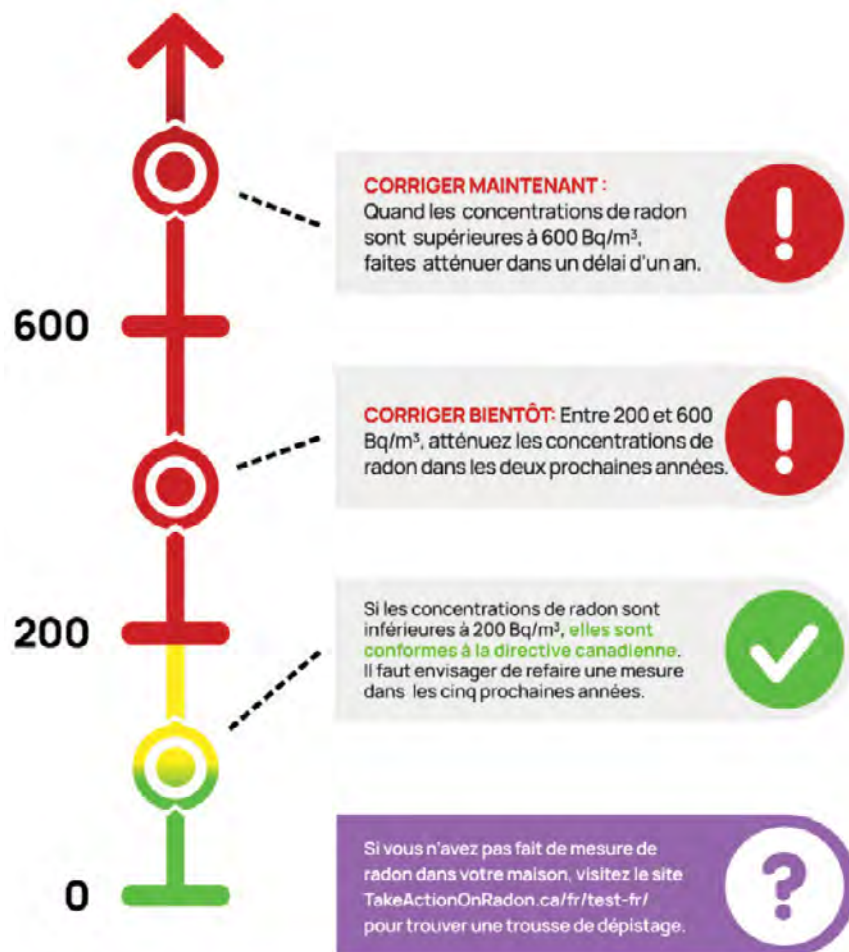 CORRIGER MAINTENANT :
Quand les concentrations de radon
sont supérieures à 600 Bq/m³,
faites atténuer dans un délai d'un an.
600
CORRIGER BIENTÔT: Entre 200 et 600
Bq/m³, atténuez les concentrations de
radon dans les deux prochaines années.
200
Si les concentrations de radon sont
inférieures à 200 Bq/m³, elles sont
conformes à la directive canadienne.
Il faut envisager de refaire une mesure
dans les cinq prochaines années.
0
Si vous n'avez pas fait de mesure de
radon dans votre maison, visitez le site
TakeActionOnRadon.ca/fr/test-fr/
pour trouver une trousse de dépistage.